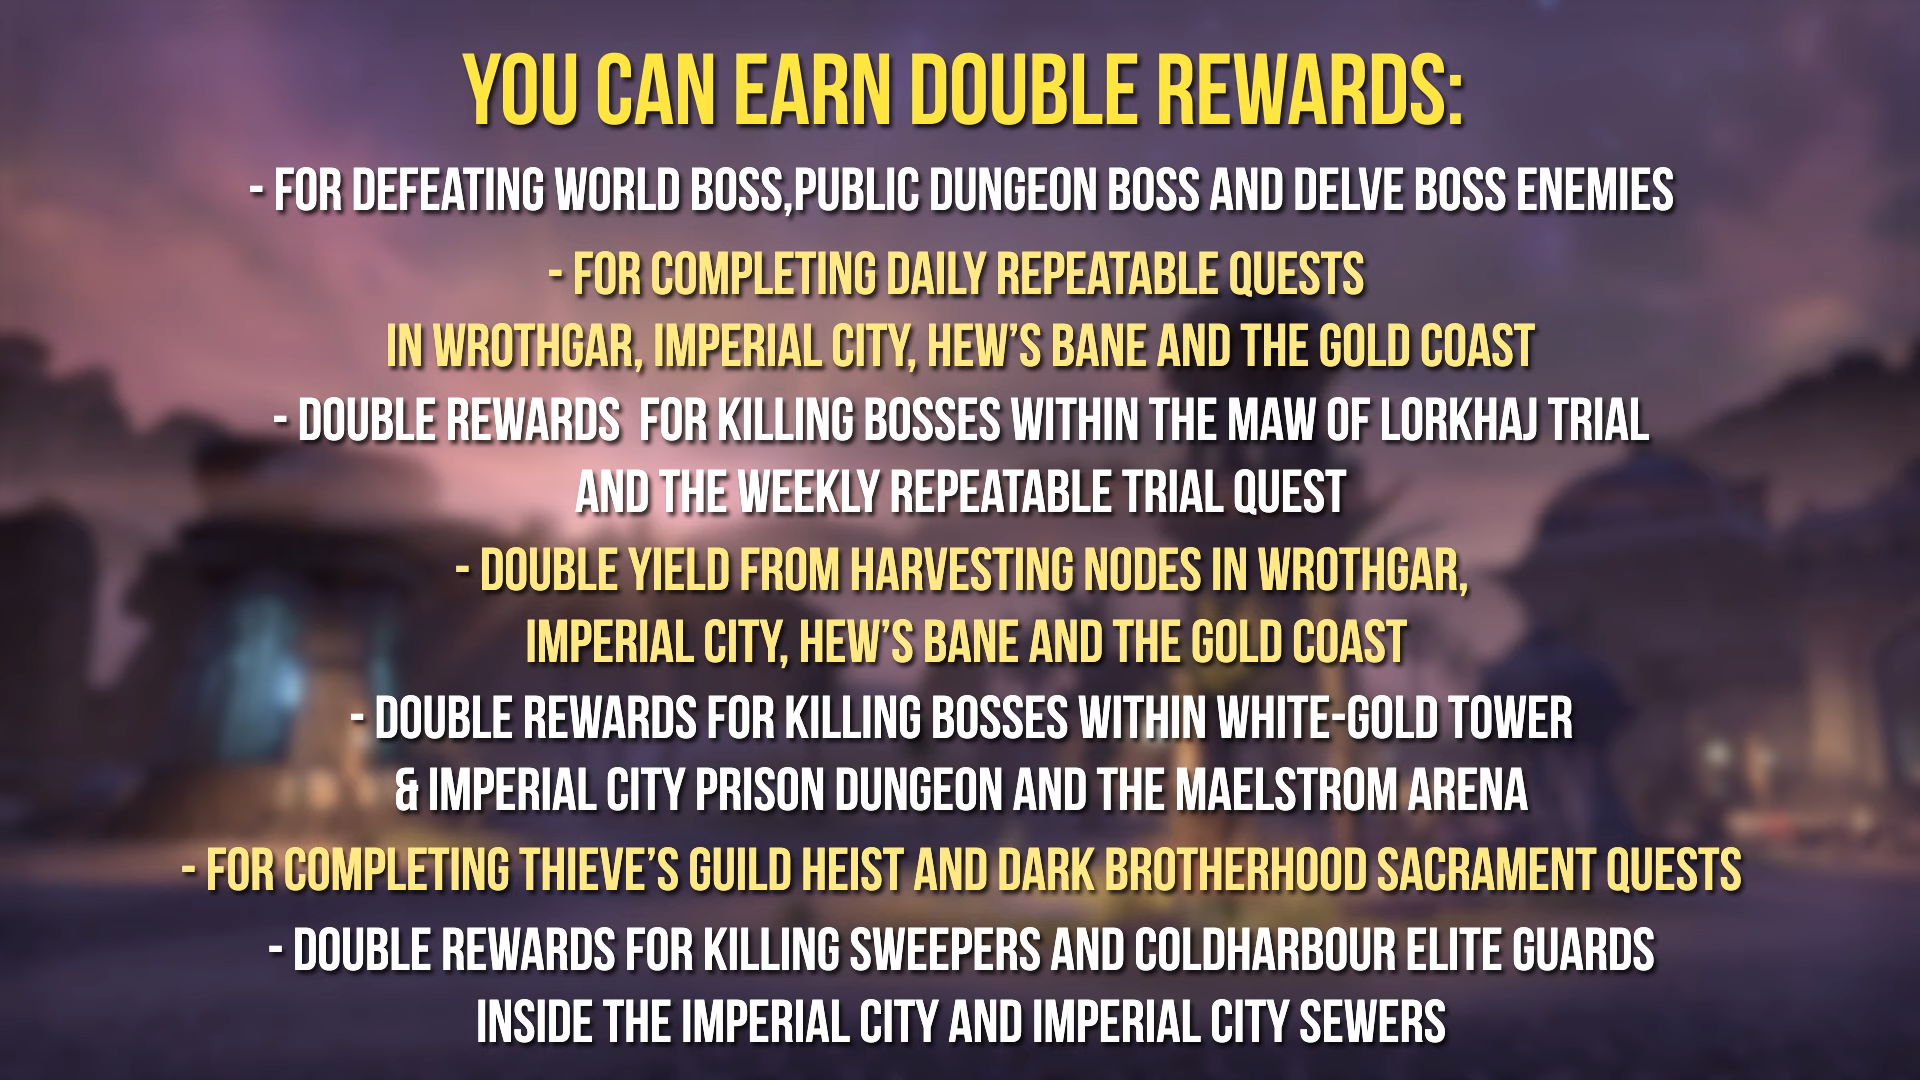 YOU CAN EARN DOUBLE REWARDS:
- FOR DEFEATING WORLD BOSS,PUBLIC DUNGEON BOSS AND DELVE BOSS ENEMIES
- FOR COMPLETING DAILY REPEATABLE QUESTS
IN WROTHGAR, IMPERIAL CITY, HEW'S BANE AND THE GOLD COAST
- DOUBLE REWARDS  FOR KILLING BOSSES WITHIN THE MAW OF LORKHAJ TRIAL
AND THE WEEKLY REPEATABLE TRIAL QUEST
- DOUBLE YIELD FROM HARVESTING NODES IN WROTHGAR,
IMPERIAL CITY, HEW'S BANE AND THE GOLD COAST
- DOUBLE REWARDS FOR KILLING BOSSES WITHIN WHITE-GOLD TOWER
& IMPERIAL CITY PRISON DUNGEON AND THE MAELSTROM ARENA
- FOR COMPLETING THIEVE'S GUILD HEIST AND DARK BROTHERHOOD SACRAMENT QUESTS
- DOUBLE REWARDS FOR KILLING SWEEPERS AND COLDHARBOUR ELITE GUARDS
INSIDE THE IMPERIAL CITY AND IMPERIAL CITY SEWERS